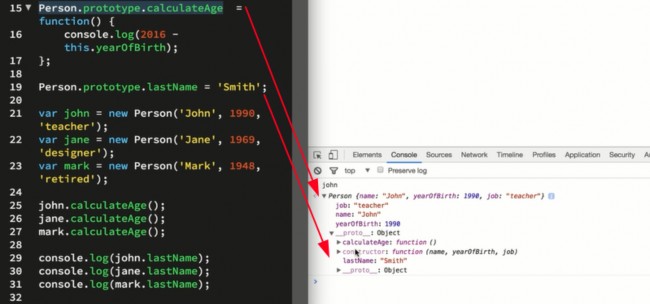 15 ▼ Person.prototype.calculateAge =
function() {
16 console.log(2016 -
this.yearOfBirth);
17 };
18
19 Person.prototype.lastName = 'Smith';
20
21 var john = new Person('John', 1990,
'teacher');
22 var jane = new Person('Jane', 1969,
'designer');
23 var mark = new Person('Mark', 1948,
'retired');
24
25 john.calculateAge();
26 jane.calculateAge();
27 mark.calculateAge();
28
29 console.log(john.lastName);
30 console.log(jane.lastName);
31 console.log(mark.lastName);
32
Elements Console Sources Network Timeline Profiles
top ▼ Preserve log
john
▼ Person {name: "John", yearOfBirth: 1990, job: "teacher"}
job: "teacher"
name: "John"
yearOfBirth: 1990
▼ __proto__: Object
▶ calculateAge: function ()
▶ constructor: function (name, yearOfBirth, job)
lastName: "Smith"
▶ __proto__: Object
>